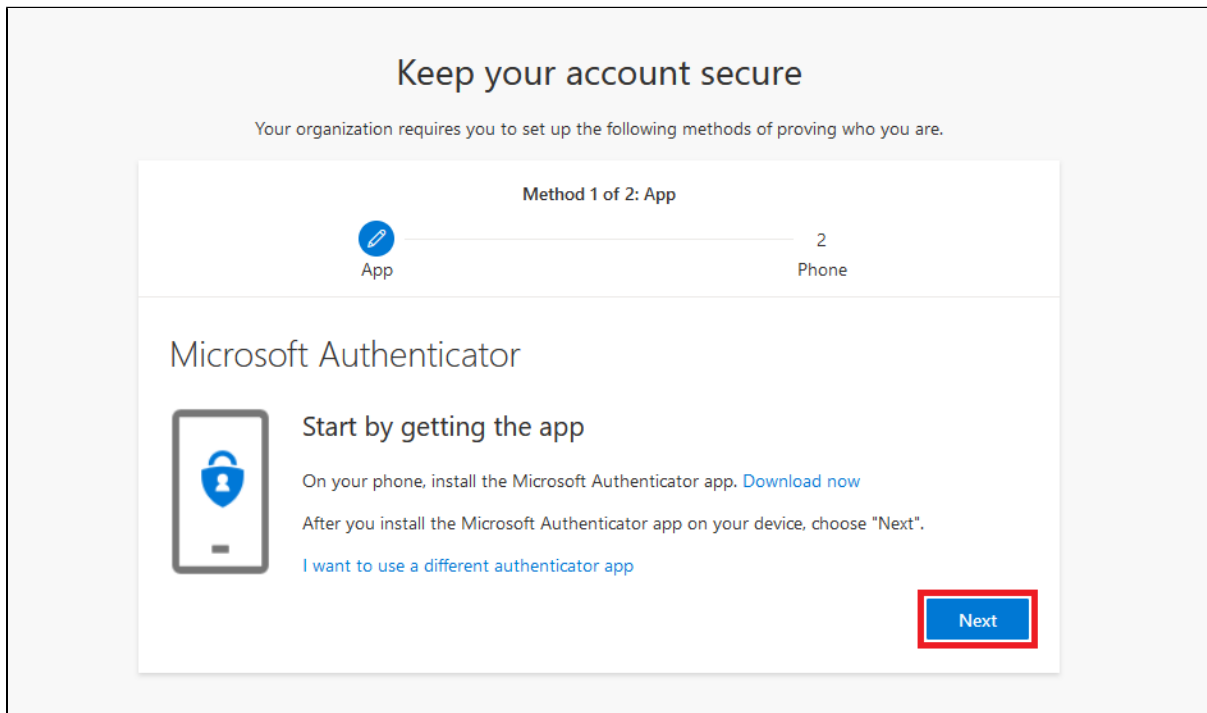 Keep your account secure
Your organization requires you to set up the following methods of proving who you are.
Method 1 of 2: App
2
App
Phone
Microsoft Authenticator
Start by getting the app
On your phone, install the Microsoft Authenticator app. Download now
After you install the Microsoft Authenticator app on your device, choose "Next".
I want to use a different authenticator app
Next